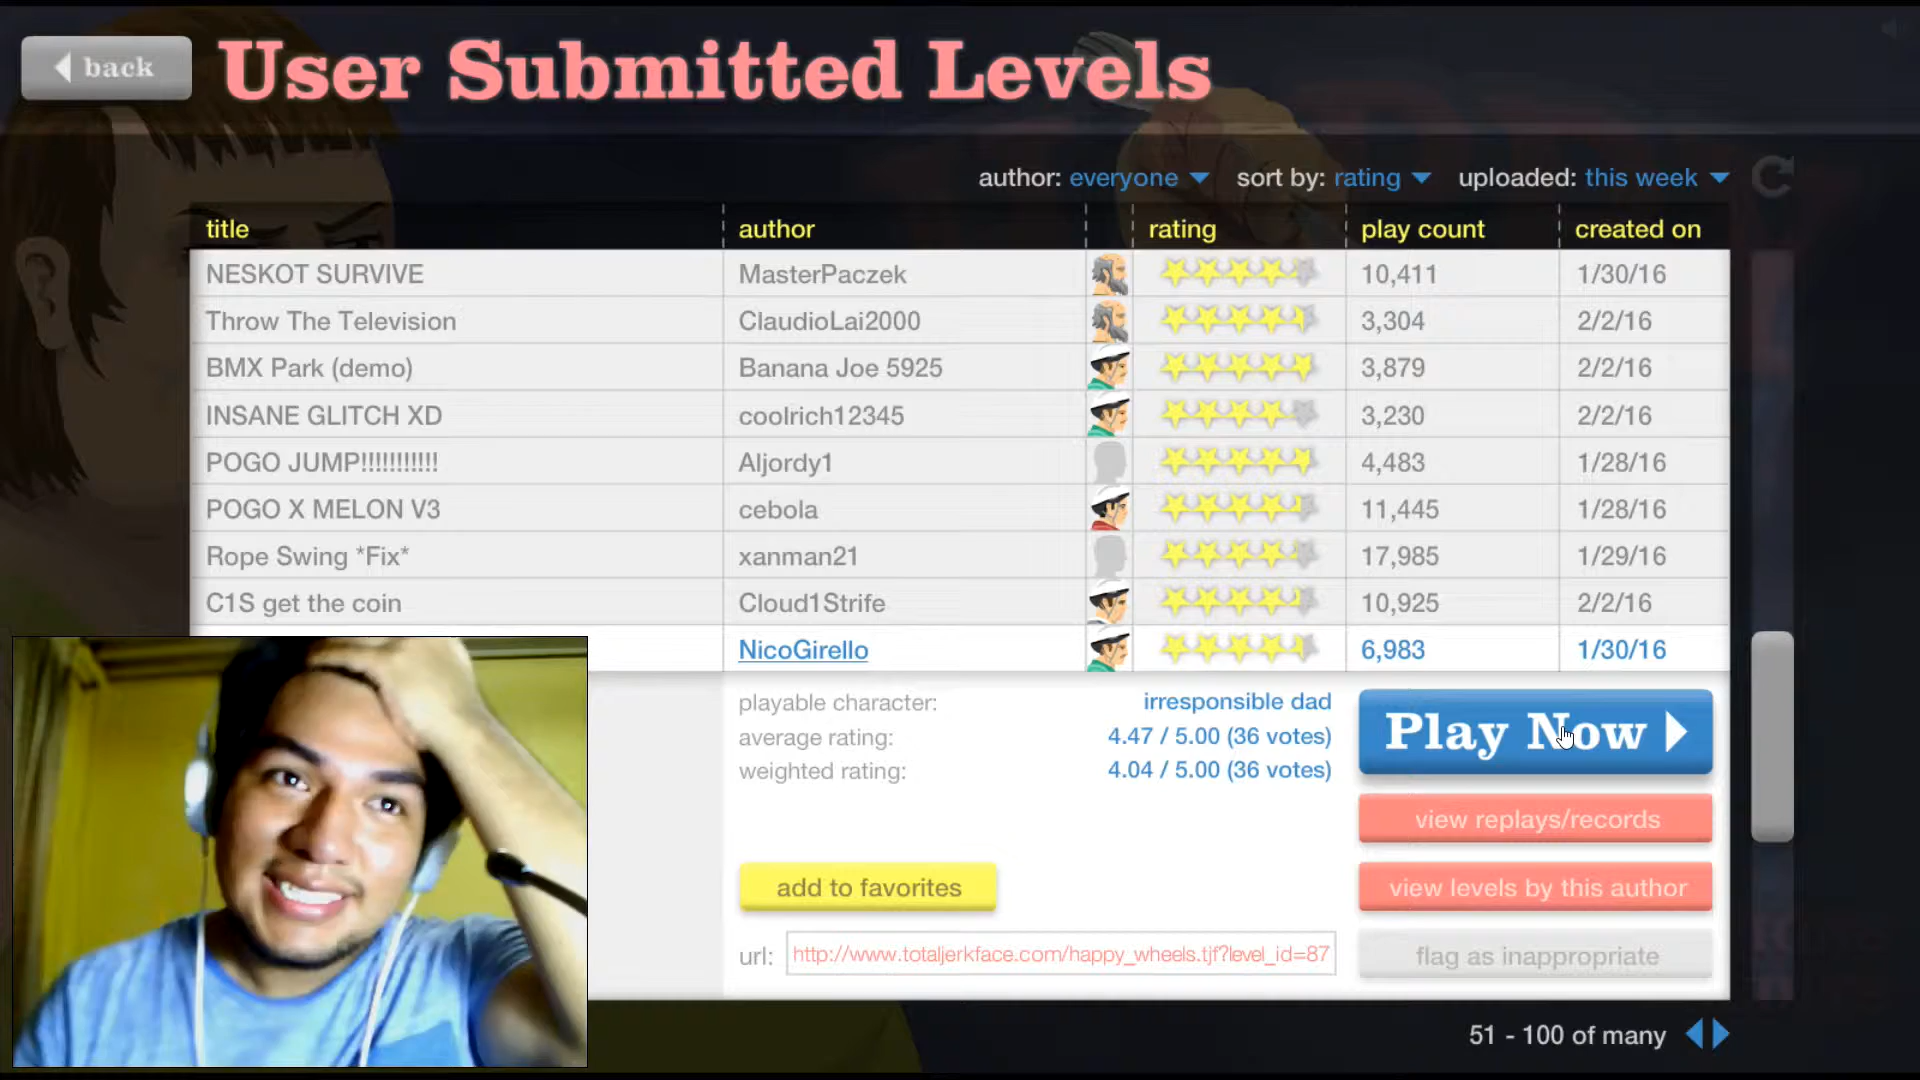 back
User Submitted Levels
author: everyone sort by: rating uploaded: this week
title author rating play count created on
NESKOT SURVIVE MasterPaczek 10,411 1/30/16
Throw The Television ClaudioLai2000 3,304 2/2/16
BMX Park (demo) Banana Joe 5925 3,879 2/2/16
INSANE GLITCH XD coolrich12345 3,230 2/2/16
POGO JUMP!!!!!!!!!!! Aljordy1 4,483 1/28/16
POGO X MELON V3 cebola 11,445 1/28/16
Rope Swing *Fix* xanman21 17,985 1/29/16
C1S get the coin Cloud1Strife 10,925 2/2/16
NicoGirello 6,983 1/30/16
playable character: irresponsible dad
average rating: 4.47 / 5.00 (36 votes)
weighted rating: 4.04 / 5.00 (36 votes)
Play Now
view replays/records
add to favorites
view levels by this author
url: http://www.totaljerkface.com/happy_wheels.tjf?level_id=87
flag as inappropriate
51 - 100 of many